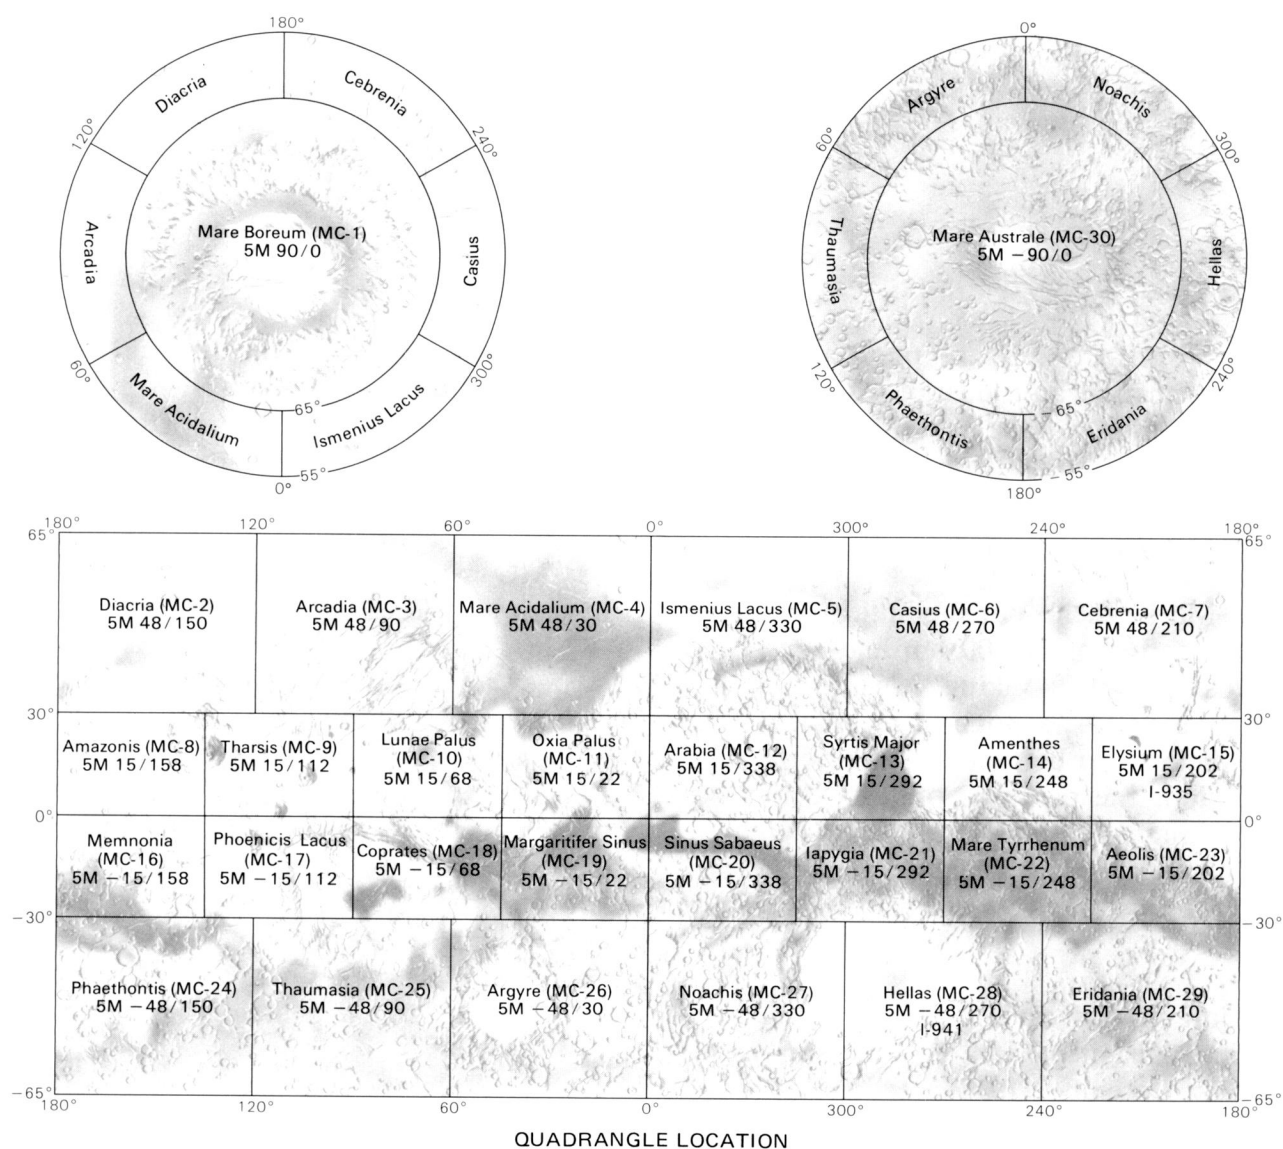 180°
Diacria
Cebrenia
120°
240°
Arcadia
Mare Boreum (MC-1)
5M 90/0
Casius
60°
300°
Mare Acidalium
65°
Ismenius Lacus
55°
0°
0°
Argyre
Noachis
60°
300°
Thaumasia
Mare Australe (MC-30)
5M −90/0
Hellas
120°
240°
Phaethontis
−65°
Eridania
−55°
180°
180° 120° 60° 0° 300° 240° 180°
65° 65°
Diacria (MC-2)
5M 48/150
Arcadia (MC-3)
5M 48/90
Mare Acidalium (MC-4)
5M 48/30
Ismenius Lacus (MC-5)
5M 48/330
Casius (MC-6)
5M 48/270
Cebrenia (MC-7)
5M 48/210
30° 30°
Amazonis (MC-8)
5M 15/158
Tharsis (MC-9)
5M 15/112
Lunae Palus
(MC-10)
5M 15/68
Oxia Palus
(MC-11)
5M 15/22
Arabia (MC-12)
5M 15/338
Syrtis Major
(MC-13)
5M 15/292
Amenthes
(MC-14)
5M 15/248
Elysium (MC-15)
5M 15/202
I-935
0° 0°
Memnonia
(MC-16)
5M −15/158
Phoenicis Lacus
(MC-17)
5M −15/112
Coprates (MC-18)
5M −15/68
Margaritifer Sinus
(MC-19)
5M −15/22
Sinus Sabaeus
(MC-20)
5M −15/338
Iapygia (MC-21)
5M −15/292
Mare Tyrrhenum
(MC-22)
5M −15/248
Aeolis (MC-23)
5M −15/202
−30° −30°
Phaethontis (MC-24)
5M −48/150
Thaumasia (MC-25)
5M −48/90
Argyre (MC-26)
5M −48/30
Noachis (MC-27)
5M −48/330
Hellas (MC-28)
5M −48/270
I-941
Eridania (MC-29)
5M −48/210
−65° −65°
180° 120° 60° 0° 300° 240° 180°
QUADRANGLE LOCATION